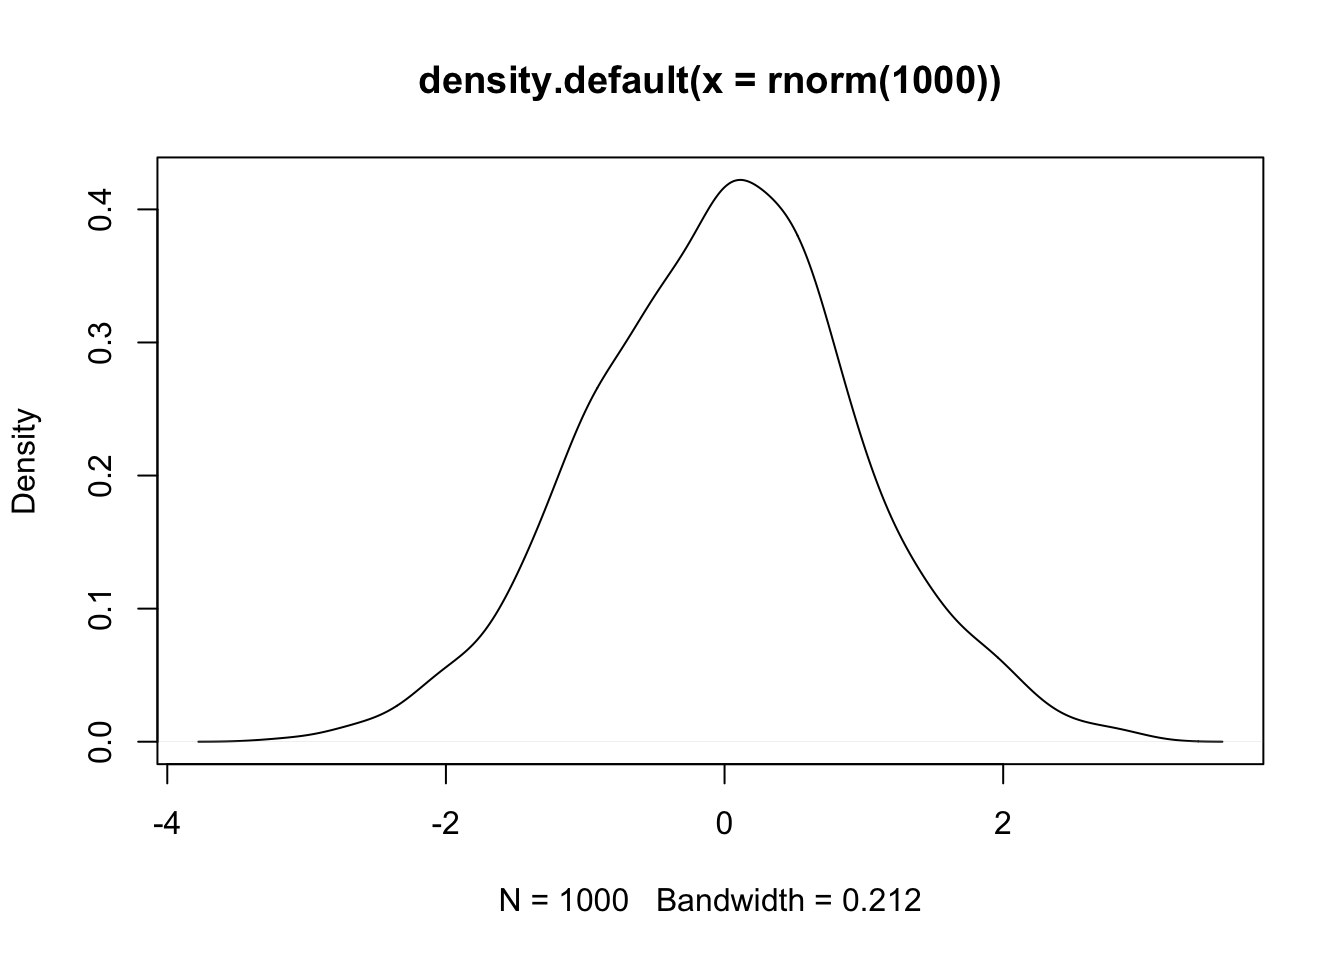 density.default(x = rnorm(1000))
Density
0.4
0.3
0.2
0.1
0.0
-4 -2 0 2
N = 1000 Bandwidth = 0.212